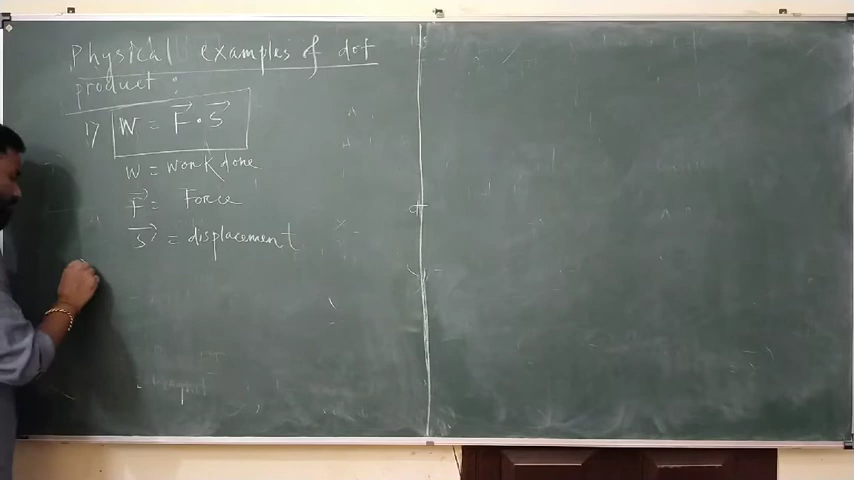 Physical examples of dot
product:
1) W = F⃗ · S⃗
W = work done
F⃗ = Force
S⃗ = displacement